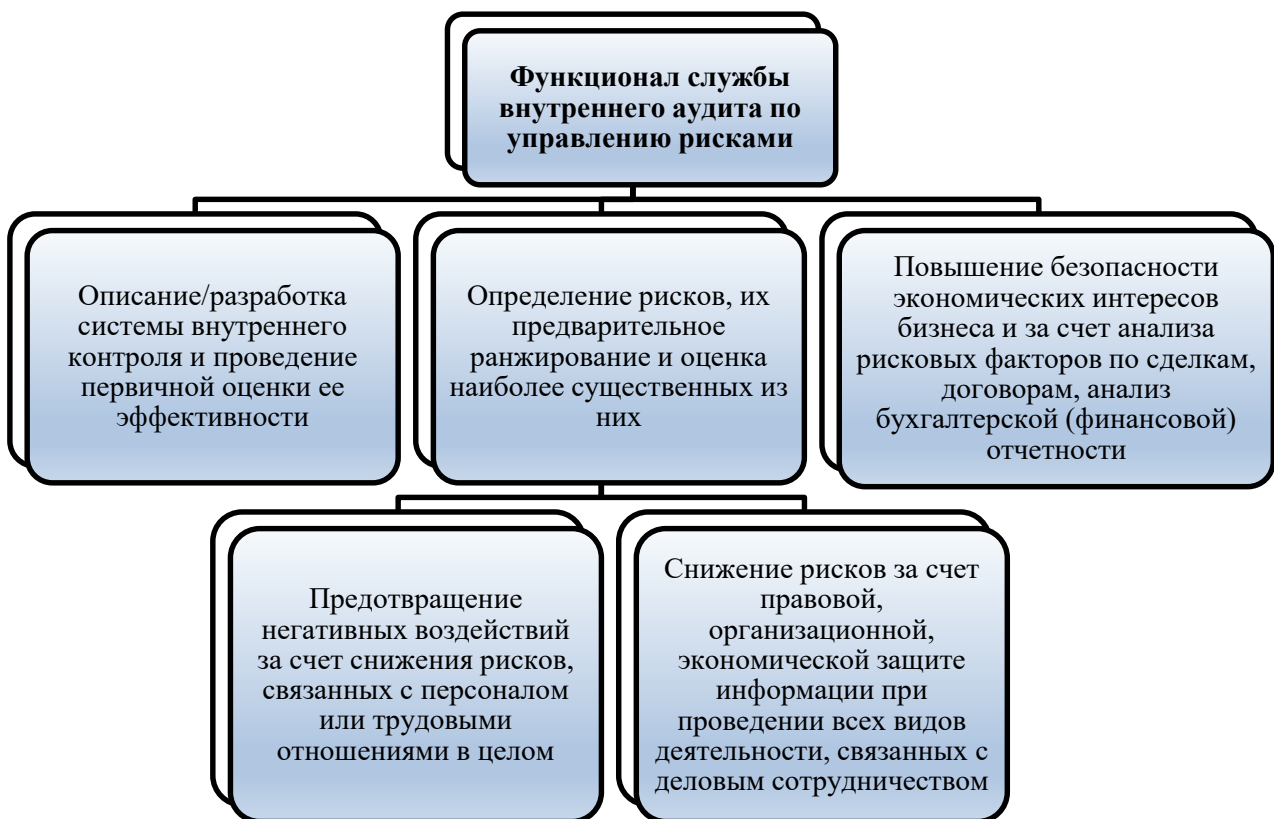 Функционал службы
внутреннего аудита по
управлению рисками
Описание/разработка
системы внутреннего
контроля и проведение
первичной оценки ее
эффективности
Определение рисков, их
предварительное
ранжирование и оценка
наиболее существенных из
них
Повышение безопасности
экономических интересов
бизнеса и за счет анализа
рисковых факторов по сделкам,
договорам, анализ
бухгалтерской (финансовой)
отчетности
Предотвращение
негативных воздействий
за счет снижения рисков,
связанных с персоналом
или трудовыми
отношениями в целом
Снижение рисков за счет
правовой,
организационной,
экономической защите
информации при
проведении всех видов
деятельности, связанных с
деловым сотрудничеством